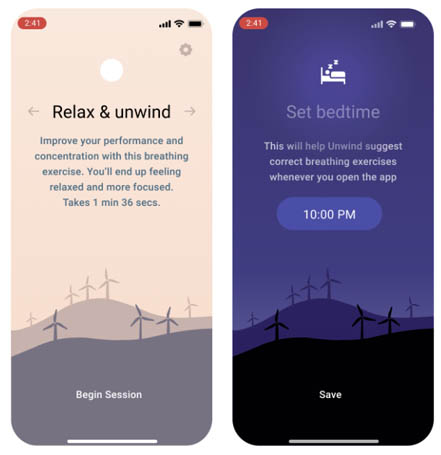 2:41
Relax & unwind
Improve your performance and
concentration with this breathing
exercise. You'll end up feeling
relaxed and more focused.
Takes 1 min 36 secs.
Begin Session
2:41
z z z
Set bedtime
This will help Unwind suggest
correct breathing exercises
whenever you open the app
10:00 PM
Save